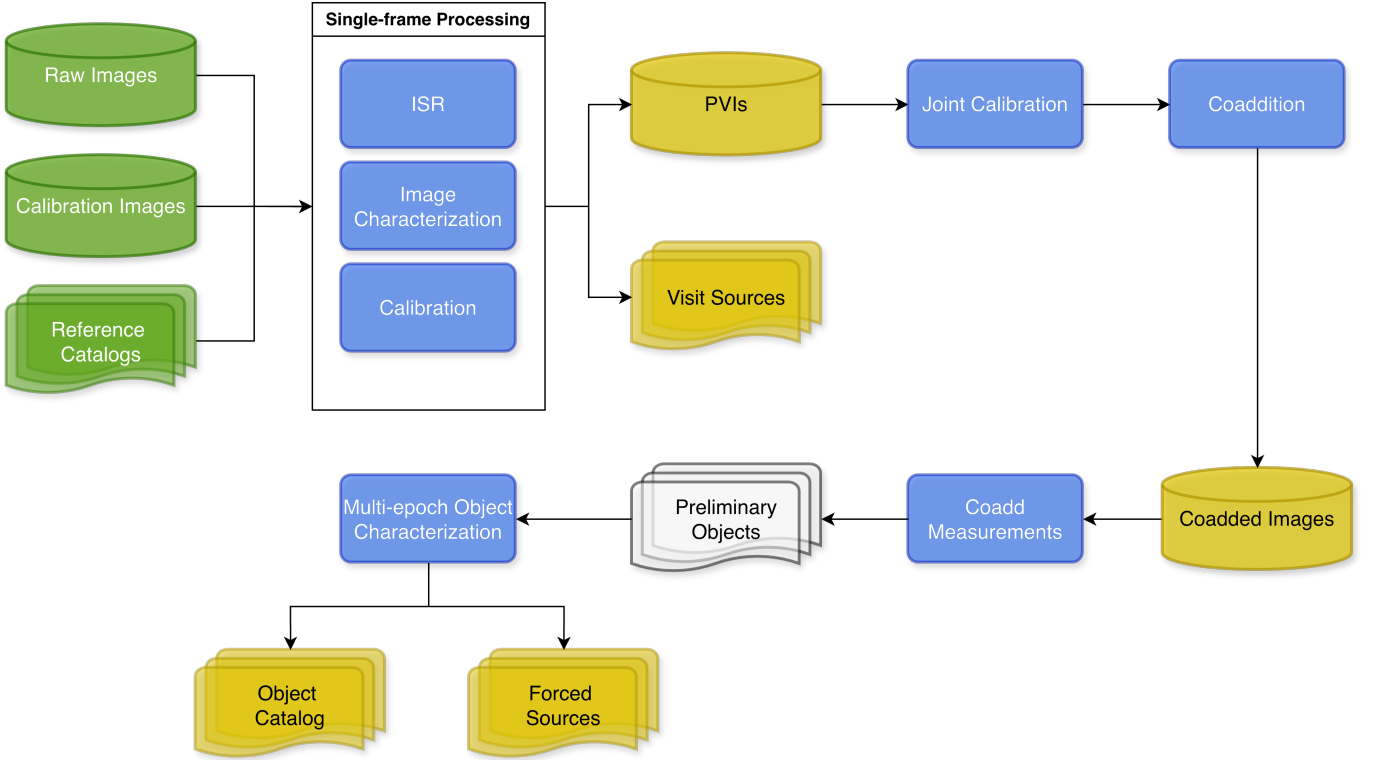 Single-frame Processing
Raw Images
Calibration Images
Reference
Catalogs
ISR
Image
Characterization
Calibration
PVIs
Visit Sources
Joint Calibration
Coaddition
Coadded Images
Coadd
Measurements
Preliminary
Objects
Multi-epoch Object
Characterization
Object
Catalog
Forced
Sources